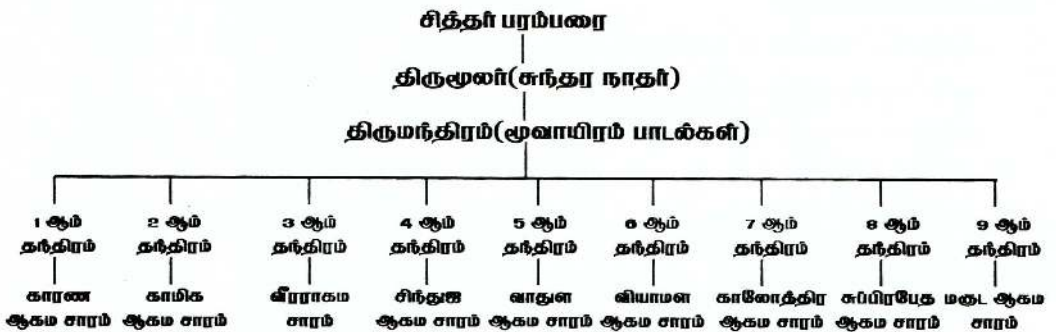 சித்தர் பரம்பரை
திருமூலர்(சுந்தர நாதர்)
திருமந்திரம்(மூவாயிரம் பாடல்கள்)
1 ஆம் 2 ஆம் 3 ஆம் 4 ஆம் 5 ஆம் 6 ஆம் 7 ஆம் 8 ஆம் 9 ஆம்
தந்திரம் தந்திரம் தந்திரம் தந்திரம் தந்திரம் தந்திரம் தந்திரம் தந்திரம் தந்திரம்
காரண காமிக வீரராகம சிந்துஜ வாதுள வியாமள காலோத்திர சுப்பிரபேத மகுட ஆகம
ஆகம சாரம் ஆகம சாரம் சாரம் ஆகம சாரம் ஆகம சாரம் ஆகம சாரம் ஆகம சாரம் ஆகம சாரம் சாரம்